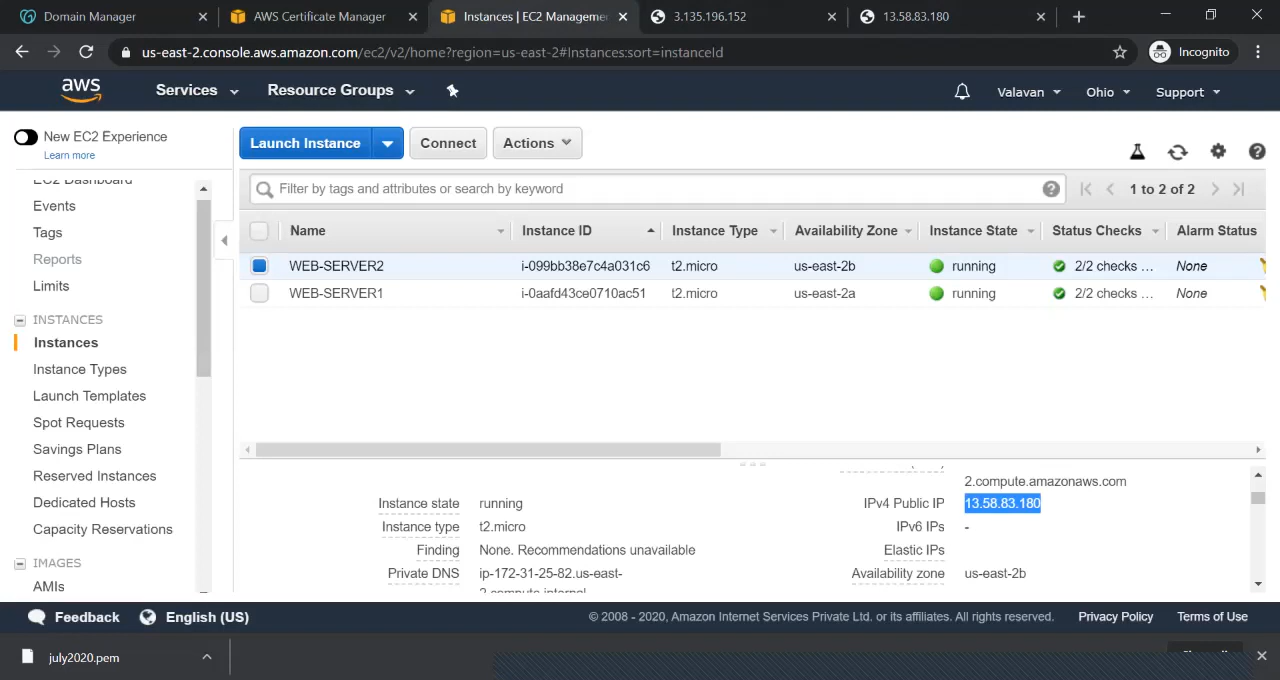 Domain Manager
AWS Certificate Manager
Instances | EC2 Manageme
3.135.196.152
13.58.83.180
us-east-2.console.aws.amazon.com/ec2/v2/home?region=us-east-2#Instances:sort=instanceId
Incognito
aws
Services
Resource Groups
Valavan
Ohio
Support
New EC2 Experience
Learn more
EC2 Dashboard
Events
Tags
Reports
Limits
INSTANCES
Instances
Instance Types
Launch Templates
Spot Requests
Savings Plans
Reserved Instances
Dedicated Hosts
Capacity Reservations
IMAGES
AMIs
Launch Instance
Connect
Actions
Filter by tags and attributes or search by keyword
1 to 2 of 2
Name Instance ID Instance Type Availability Zone Instance State Status Checks Alarm Status
WEB-SERVER2 i-099bb38e7c4a031c6 t2.micro us-east-2b running 2/2 checks ... None
WEB-SERVER1 i-0aafd43ce0710ac51 t2.micro us-east-2a running 2/2 checks ... None
2.compute.amazonaws.com
Instance state running IPv4 Public IP 13.58.83.180
Instance type t2.micro IPv6 IPs -
Finding None. Recommendations unavailable Elastic IPs
Private DNS ip-172-31-25-82.us-east- Availability zone us-east-2b
2.compute.internal
Feedback
English (US)
© 2008 - 2020, Amazon Internet Services Private Ltd. or its affiliates. All rights reserved.
Privacy Policy
Terms of Use
july2020.pem